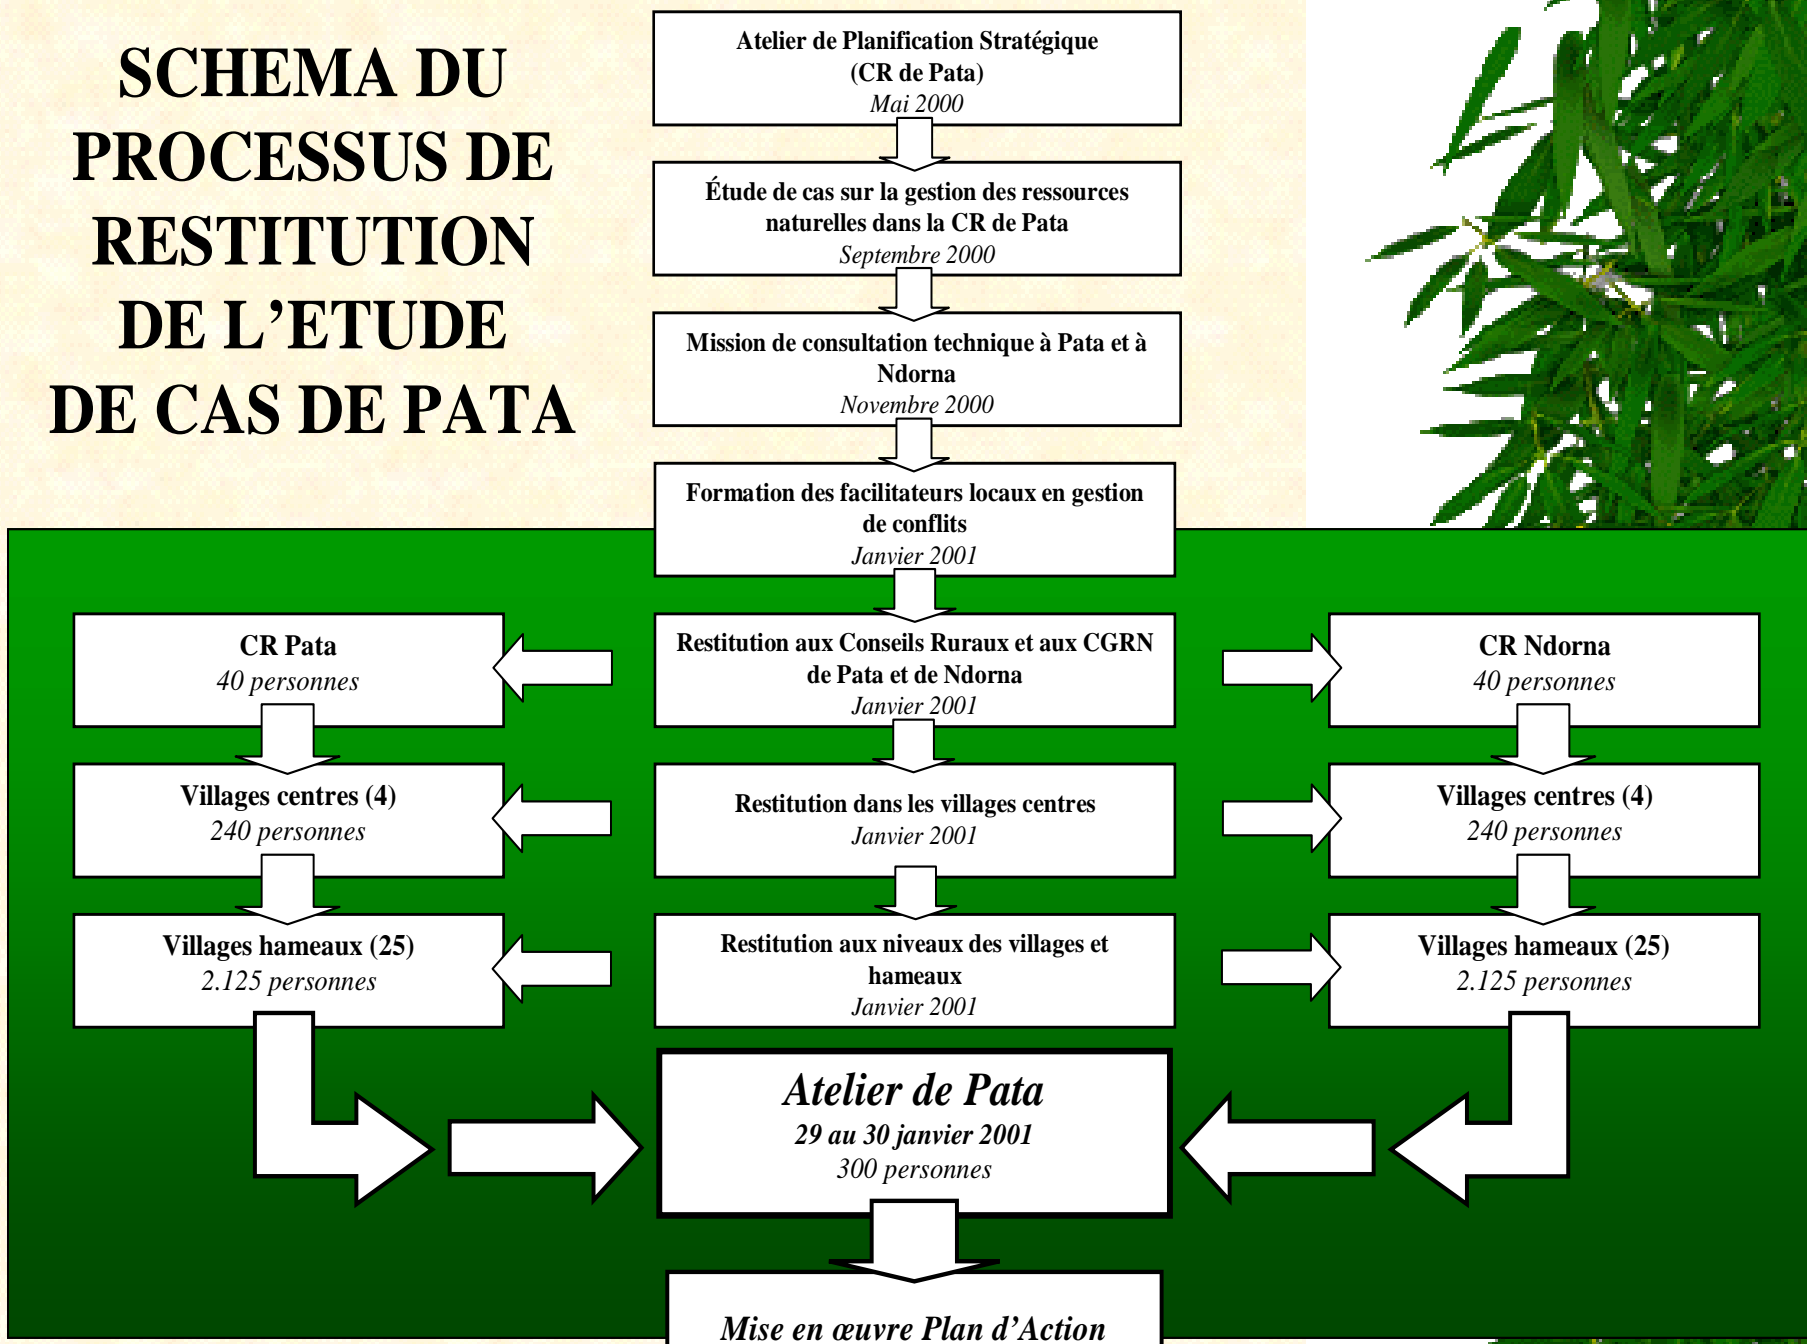 SCHEMA DU
PROCESSUS DE
RESTITUTION
DE L’ETUDE
DE CAS DE PATA
Atelier de Planification Stratégique
(CR de Pata)
Mai 2000
Étude de cas sur la gestion des ressources
naturelles dans la CR de Pata
Septembre 2000
Mission de consultation technique à Pata et à
Ndorna
Novembre 2000
Formation des facilitateurs locaux en gestion
de conflits
Janvier 2001
CR Pata
40 personnes
Restitution aux Conseils Ruraux et aux CGRN
de Pata et de Ndorna
Janvier 2001
CR Ndorna
40 personnes
Villages centres (4)
240 personnes
Restitution dans les villages centres
Janvier 2001
Villages centres (4)
240 personnes
Villages hameaux (25)
2.125 personnes
Restitution aux niveaux des villages et
hameaux
Janvier 2001
Villages hameaux (25)
2.125 personnes
Atelier de Pata
29 au 30 janvier 2001
300 personnes
Mise en œuvre Plan d’Action